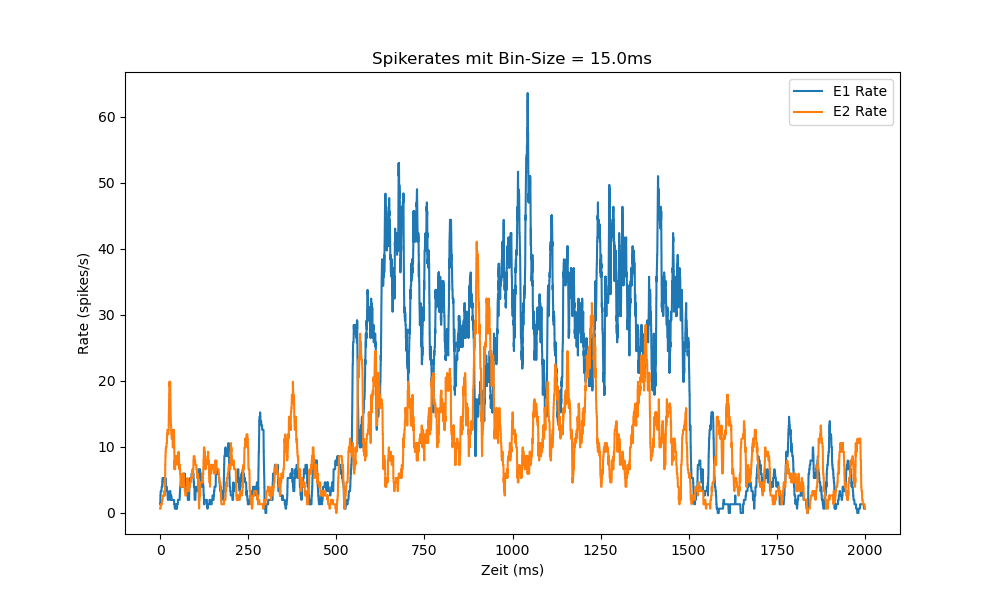 Spikerates mit Bin-Size = 15.0ms
E1 Rate
E2 Rate
60
50
40
30
20
10
0
Rate (spikes/s)
0 250 500 750 1000 1250 1500 1750 2000
Zeit (ms)